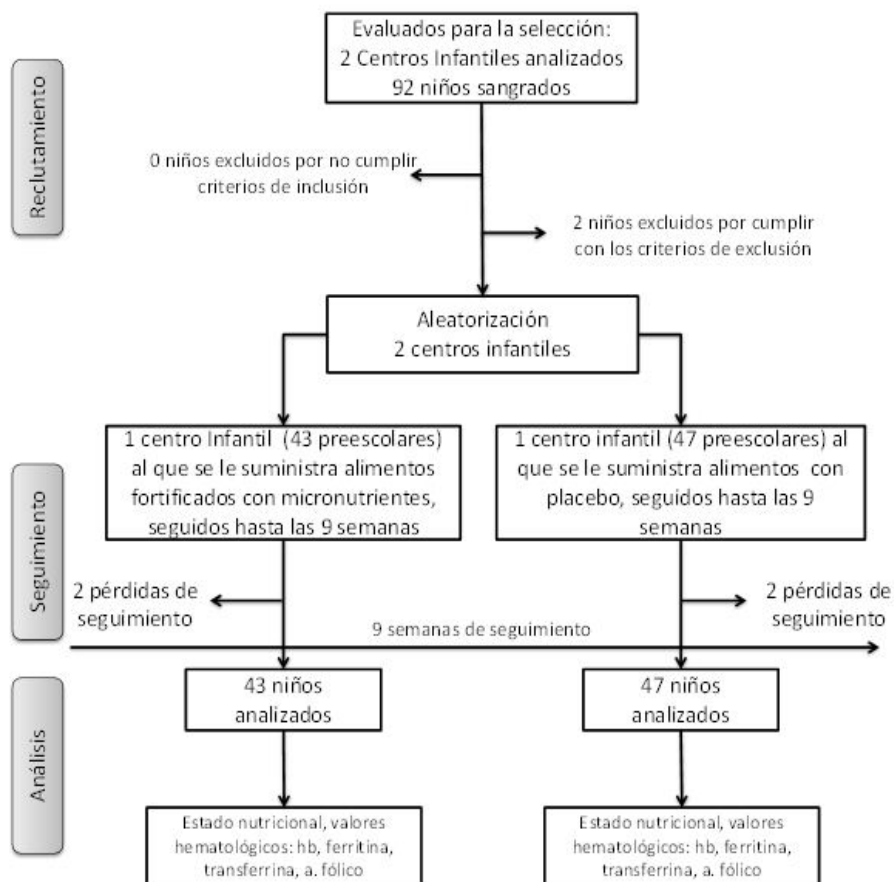 Evaluados para la selección:
2 Centros Infantiles analizados
92 niños sangrados
Reclutamiento
0 niños excluidos por no cumplir
criterios de inclusión
2 niños excluidos por cumplir
con los criterios de exclusión
Aleatorización
2 centros infantiles
1 centro Infantil (43 preescolares)
al que se le suministra alimentos
fortificados con micronutrientes,
seguidos hasta las 9 semanas
1 centro infantil (47 preescolares) al
que se le suministra alimentos con
placebo, seguidos hasta las 9
semanas
Seguimiento
2 pérdidas de
seguimiento
2 pérdidas de
seguimiento
9 semanas de seguimiento
Análisis
43 niños
analizados
47 niños
analizados
Estado nutricional, valores
hematológicos: hb, ferritina,
transferrina, a. fólico
Estado nutricional, valores
hematológicos: hb, ferritina,
transferrina, a. fólico